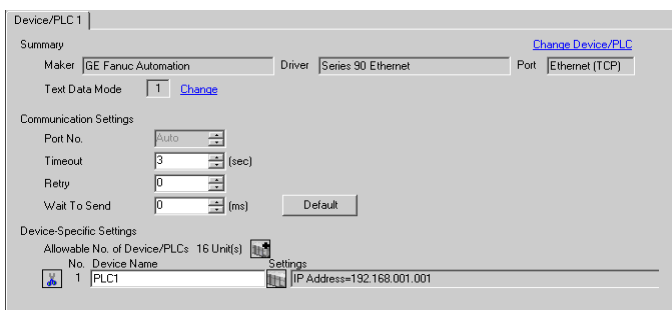 Device/PLC 1
Summary Change Device/PLC
Maker GE Fanuc Automation Driver Series 90 Ethernet Port Ethernet (TCP)
Text Data Mode 1 Change
Communication Settings
Port No. Auto
Timeout 3 (sec)
Retry 0
Wait To Send 0 (ms) Default
Device-Specific Settings
Allowable No. of Device/PLCs 16 Unit(s)
No. Device Name Settings
1 PLC1 IP Address=192.168.001.001